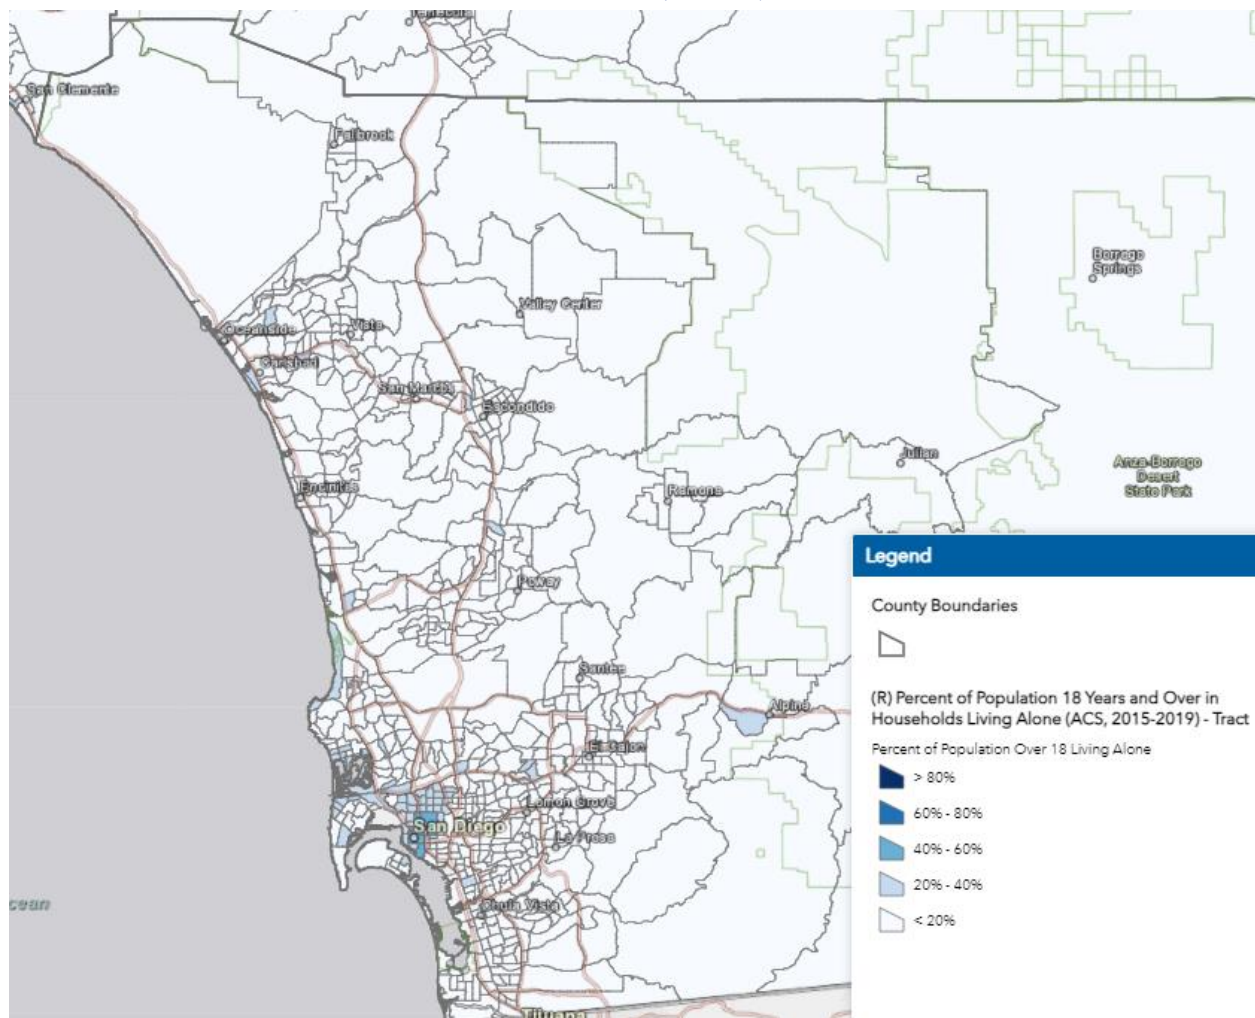 Temecula
San Clemente
Fallbrook
Borrego
Springs
Valley Center
Oceanside
Vista
Carlsbad
San Marcos
Escondido
Julian
Anza-Borrego
Desert
State Park
Encinitas
Ramona
Poway
Santee
Alpine
El Cajon
Lemon Grove
San Diego
La Presa
cean
Chula Vista
Tijuana
Legend
County Boundaries
(R) Percent of Population 18 Years and Over in
Households Living Alone (ACS, 2015-2019) - Tract
Percent of Population Over 18 Living Alone
> 80%
60% - 80%
40% - 60%
20% - 40%
< 20%